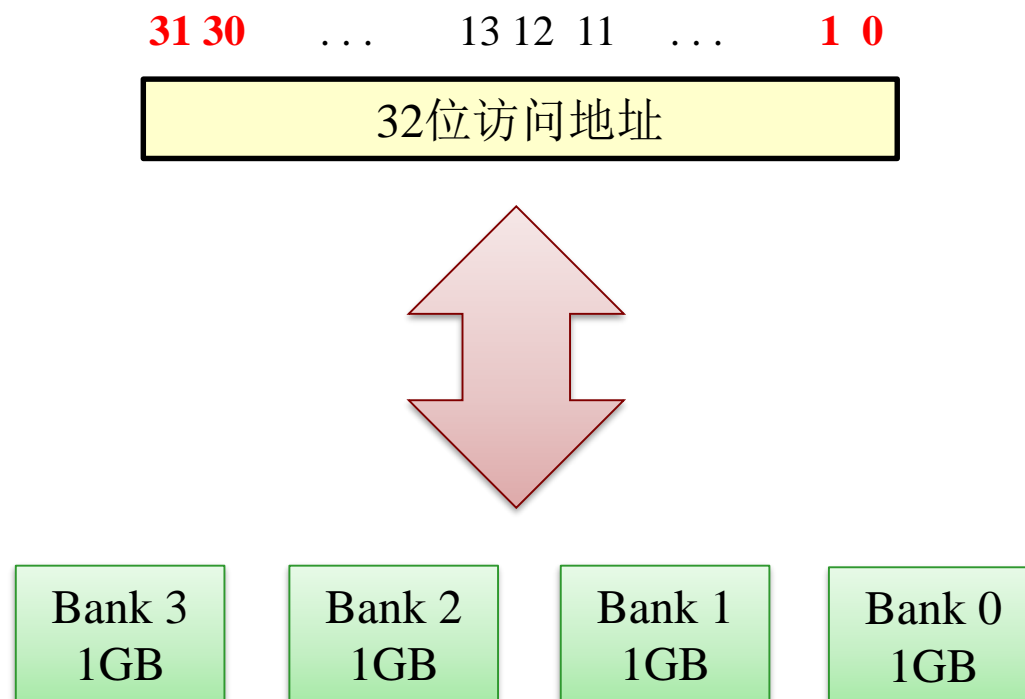 31 30 . . . 13 12 11 . . . 1 0
32位访问地址
Bank 3 Bank 2 Bank 1 Bank 0
1GB 1GB 1GB 1GB